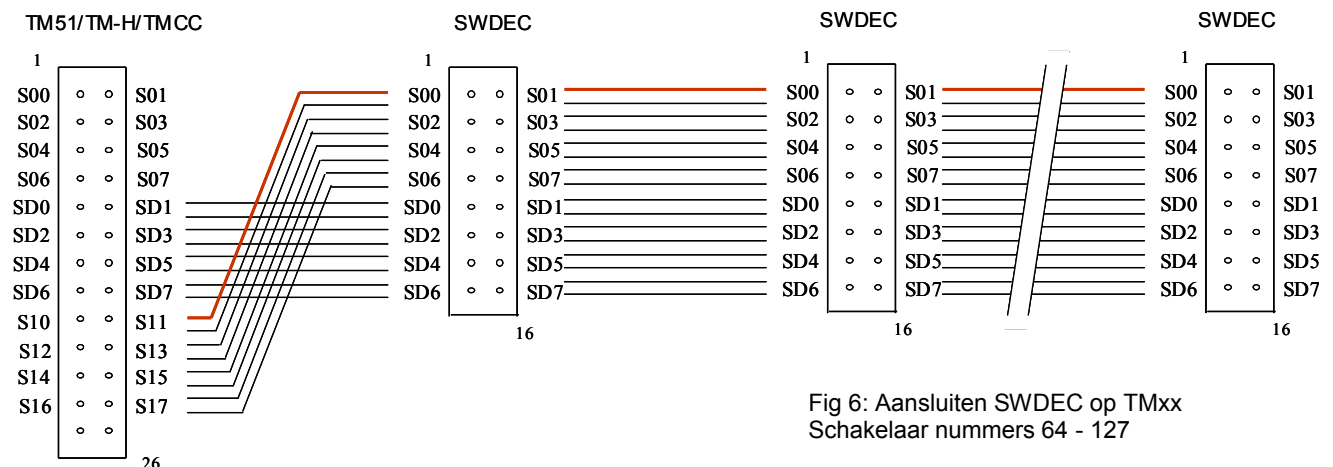 TM51/TM-H/TMCC SWDEC SWDEC SWDEC
1 1 1 1
S00 S01 S00 S01 S00 S01 S00 S01
S02 S03 S02 S03 S02 S03 S02 S03
S04 S05 S04 S05 S04 S05 S04 S05
S06 S07 S06 S07 S06 S07 S06 S07
SD0 SD1 SD0 SD1 SD0 SD1 SD0 SD1
SD2 SD3 SD2 SD3 SD2 SD3 SD2 SD3
SD4 SD5 SD4 SD5 SD4 SD5 SD4 SD5
SD6 SD7 SD6 SD7 SD6 SD7 SD6 SD7
S10 S11 16 16 16
S12 S13
S14 S15
S16 S17
26
Fig 6: Aansluiten SWDEC op TMxx
Schakelaar nummers 64 - 127